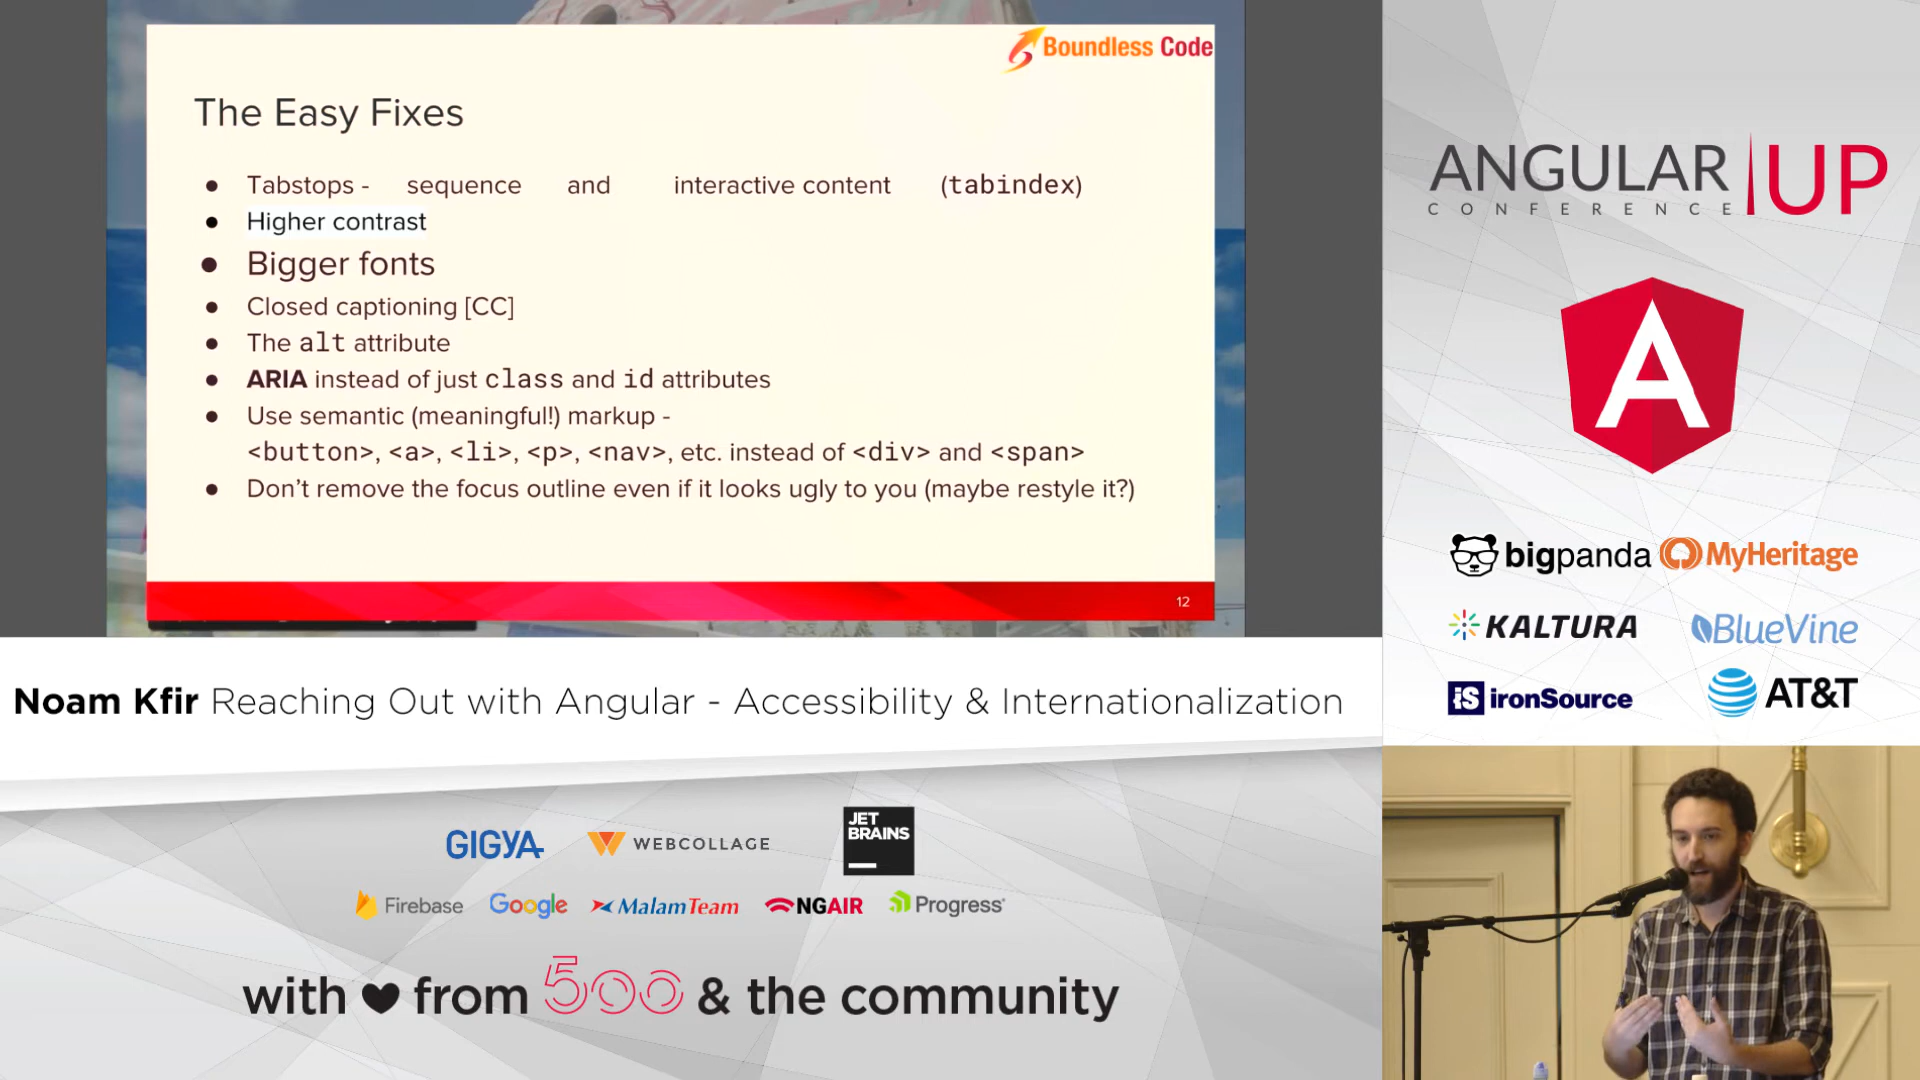 Boundless Code
The Easy Fixes
● Tabstops - sequence and interactive content (tabindex)
● Higher contrast
● Bigger fonts
● Closed captioning [CC]
● The alt attribute
● ARIA instead of just class and id attributes
● Use semantic (meaningful!) markup -
<button>, <a>, <li>, <p>, <nav>, etc. instead of <div> and <span>
● Don’t remove the focus outline even if it looks ugly to you (maybe restyle it?)
12
Noam Kfir Reaching Out with Angular - Accessibility & Internationalization
GIGYA WEBCOLLAGE JET
BRAINS
Firebase Google MalamTeam NGAIR Progress
with ♥ from 500 & the community
ANGULAR UP
CONFERENCE
A
bigpanda MyHeritage
KALTURA BlueVine
iS ironSource AT&T